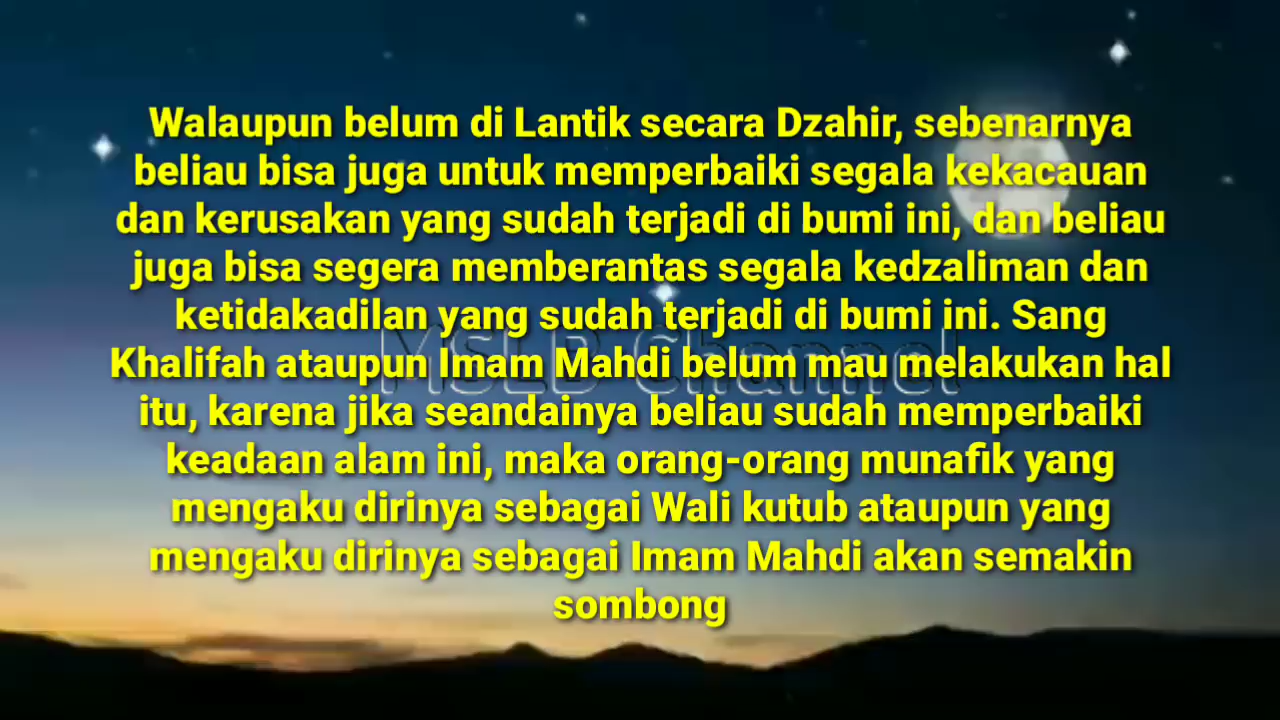 Walaupun belum di Lantik secara Dzahir, sebenarnya
beliau bisa juga untuk memperbaiki segala kekacauan
dan kerusakan yang sudah terjadi di bumi ini, dan beliau
juga bisa segera memberantas segala kedzaliman dan
ketidakadilan yang sudah terjadi di bumi ini. Sang
Khalifah ataupun Imam Mahdi belum mau melakukan hal
itu, karena jika seandainya beliau sudah memperbaiki
keadaan alam ini, maka orang-orang munafik yang
mengaku dirinya sebagai Wali kutub ataupun yang
mengaku dirinya sebagai Imam Mahdi akan semakin
sombong
MSLB Channel